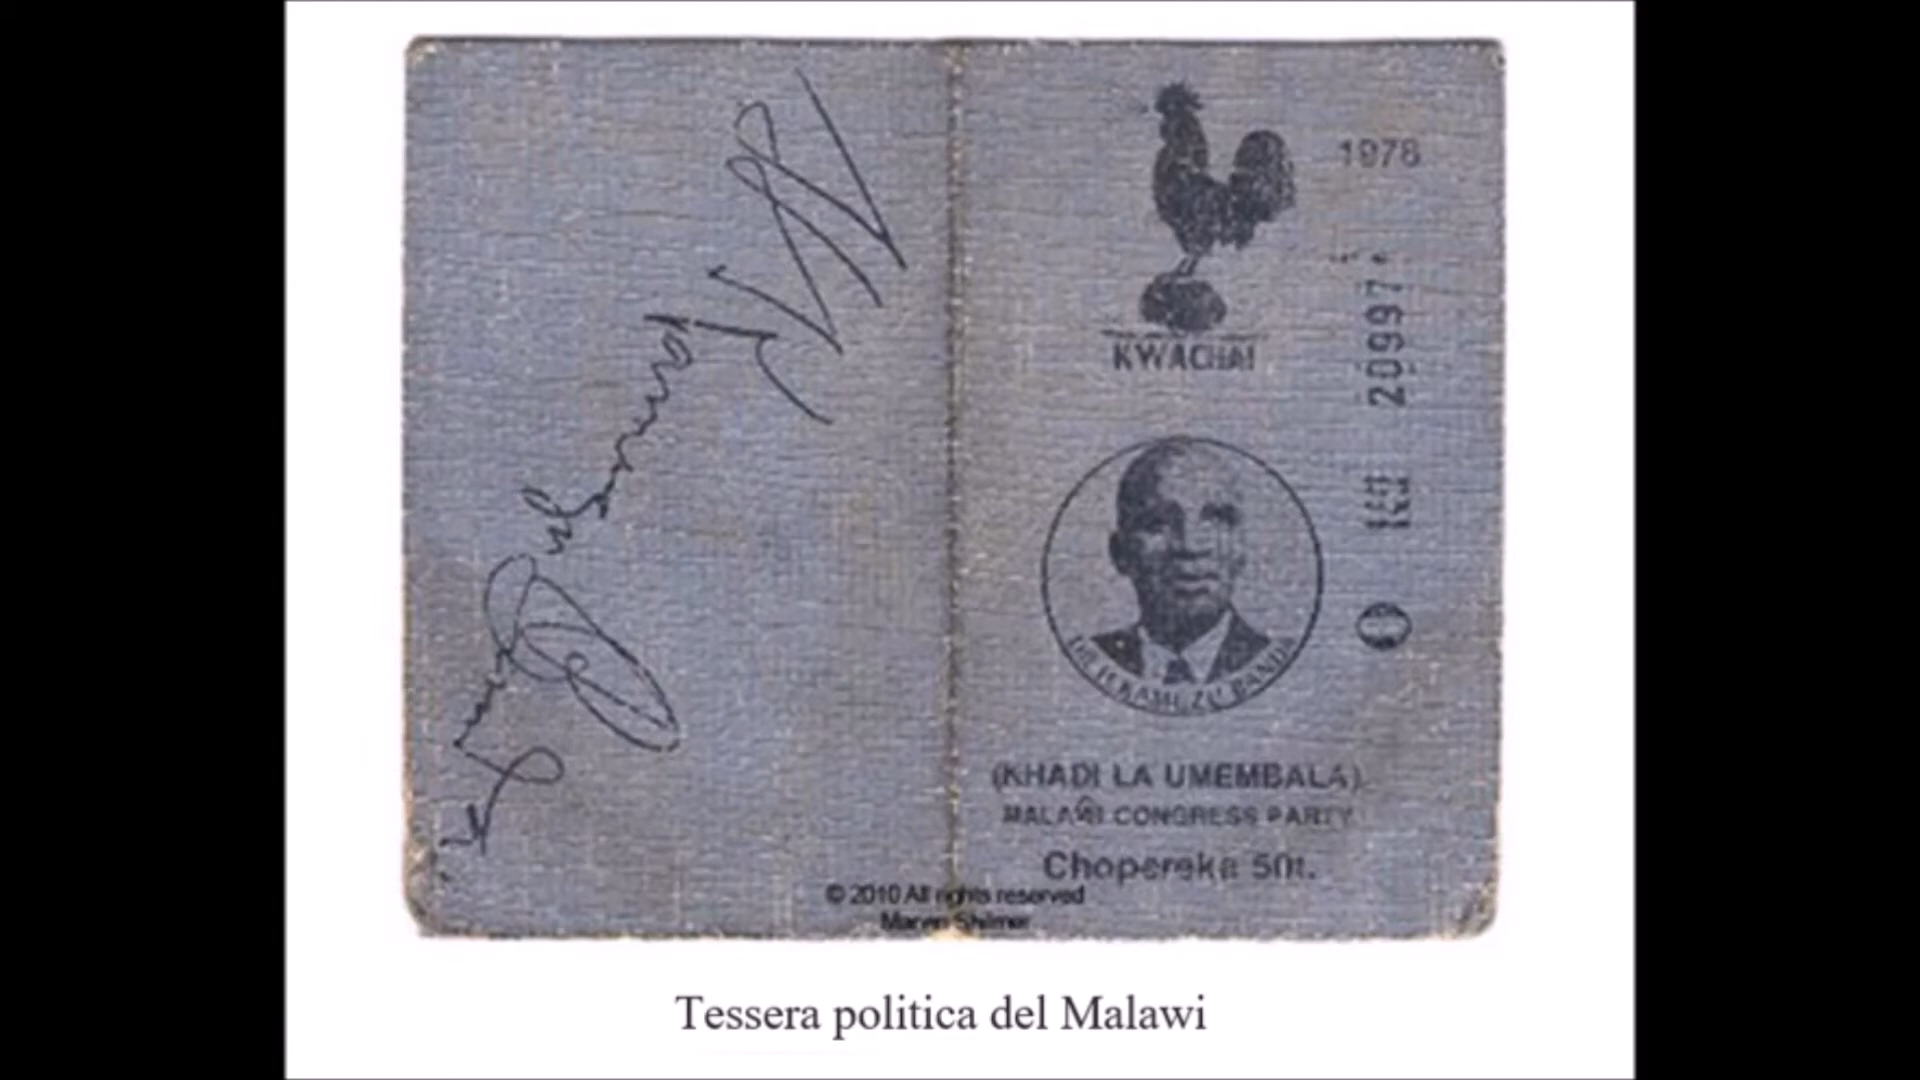 1978
KWACHA!
209977
DR. H. KAMUZU BANDA
(KHADI LA UMEMBALA)
MALAWI CONGRESS PARTY
Chopereka 50t.
© 2010 All rights reserved
Tessera politica del Malawi